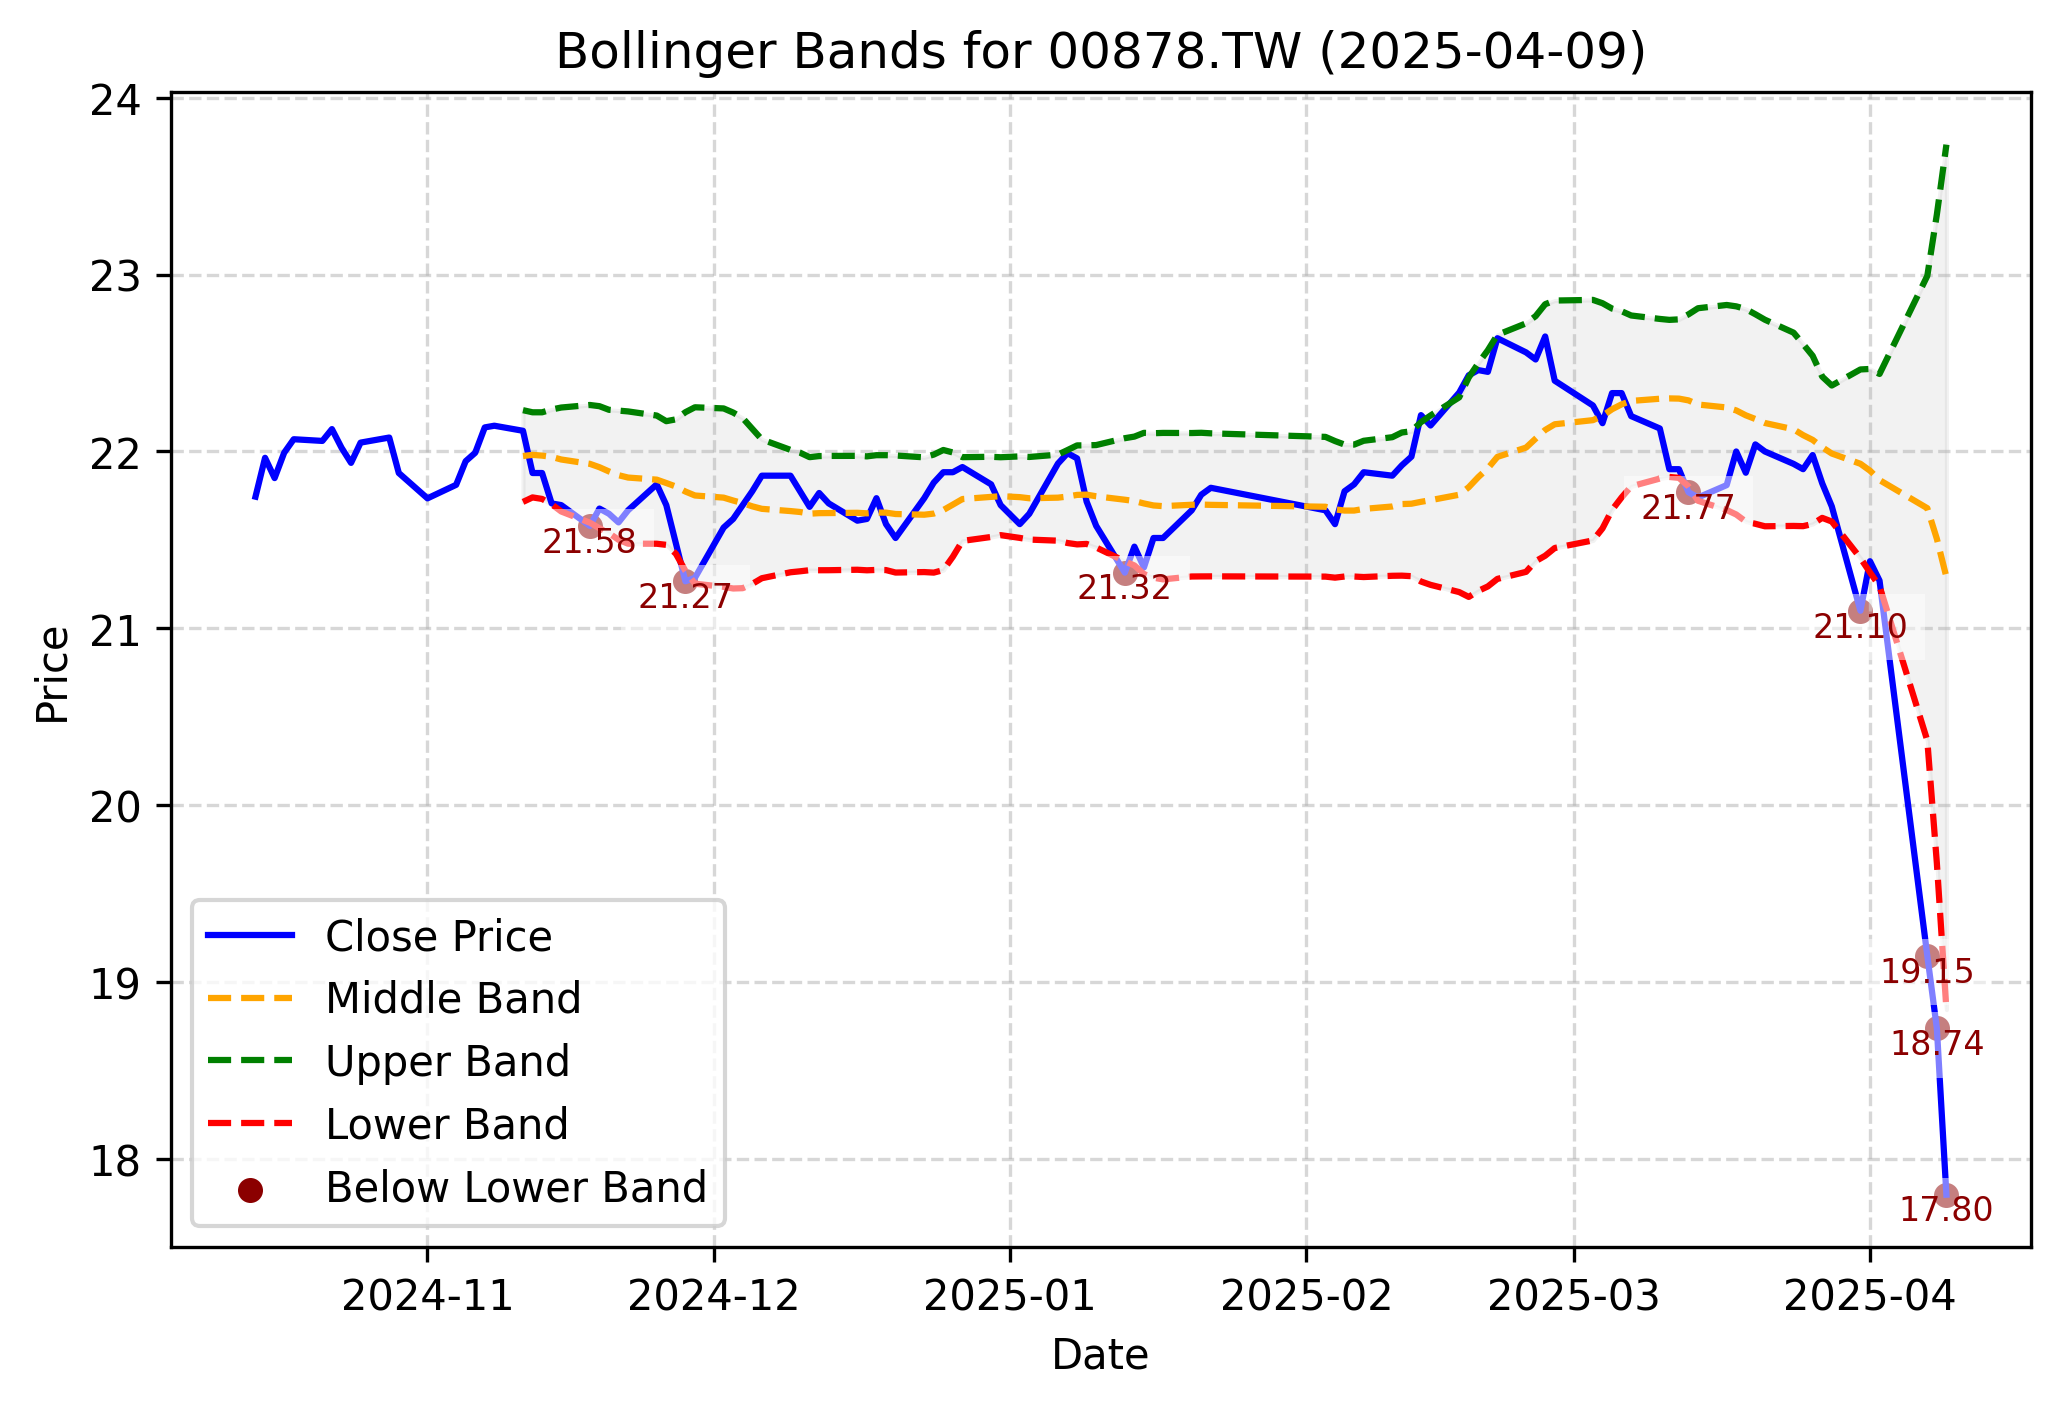 Bollinger Bands for 00878.TW (2025-04-09)
24
23
22
21
20
19
18
Price
21.58
21.27
21.32
21.77
21.10
19.15
18.74
17.80
Close Price
Middle Band
Upper Band
Lower Band
Below Lower Band
2024-11
2024-12
2025-01
2025-02
2025-03
2025-04
Date